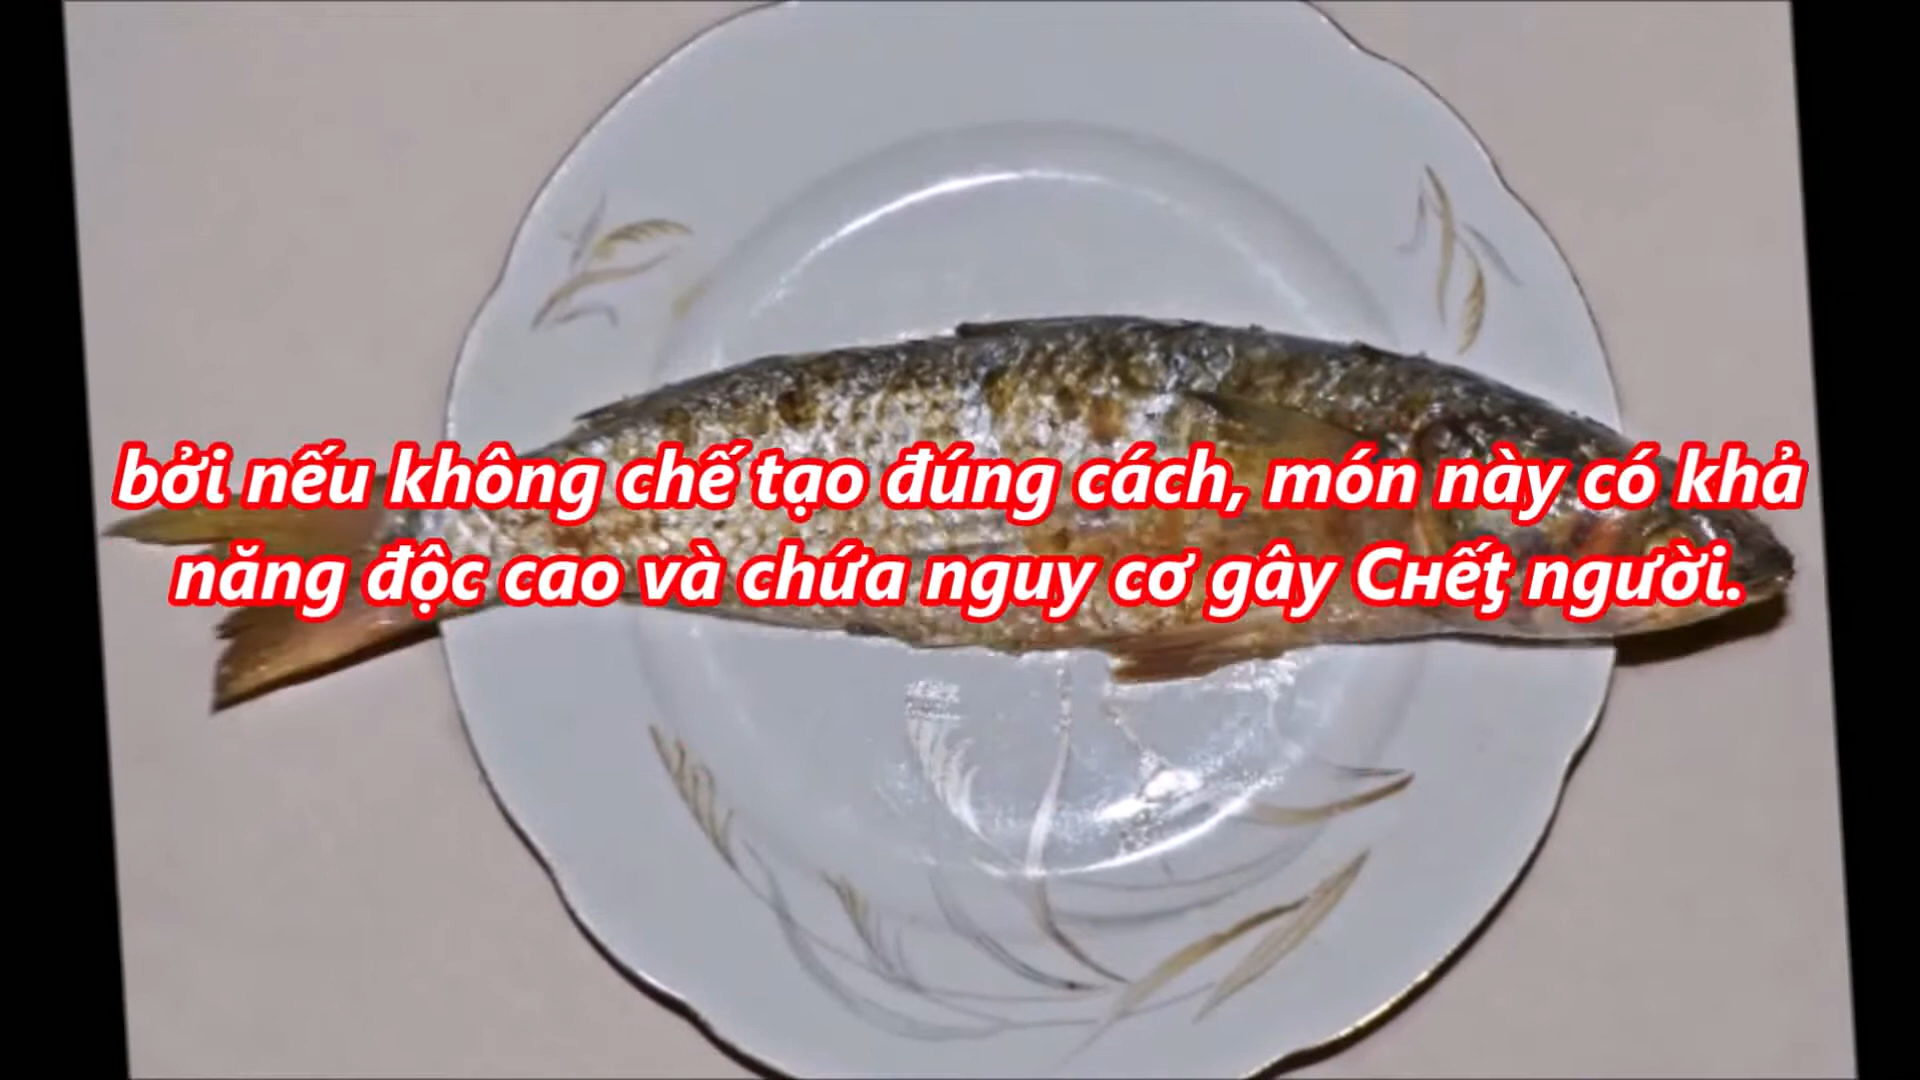 bởi nếu không chế tạo đúng cách, món này có khả
năng độc cao và chứa nguy cơ gây Cнếţ người.